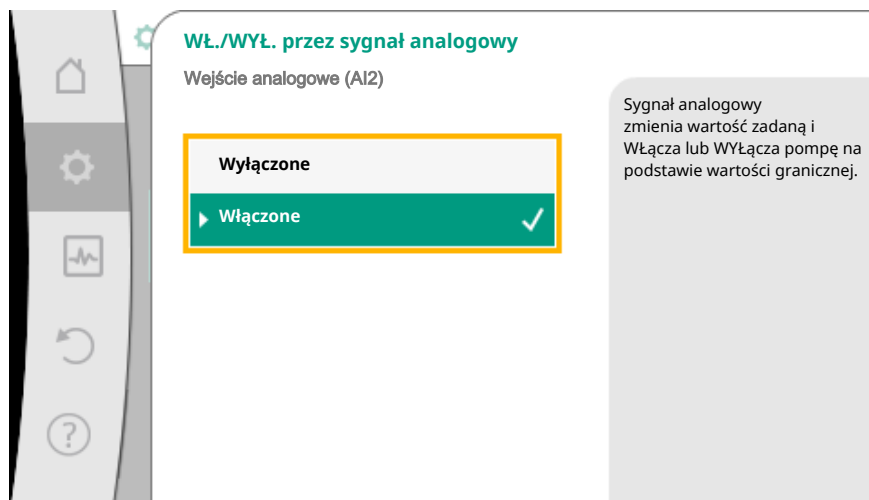 WŁ./WYŁ. przez sygnał analogowy
Wejście analogowe (AI2)
Wyłączone
Włączone
Sygnał analogowy
zmienia wartość zadaną i
WŁącza lub WYŁącza pompę na
podstawie wartości granicznej.